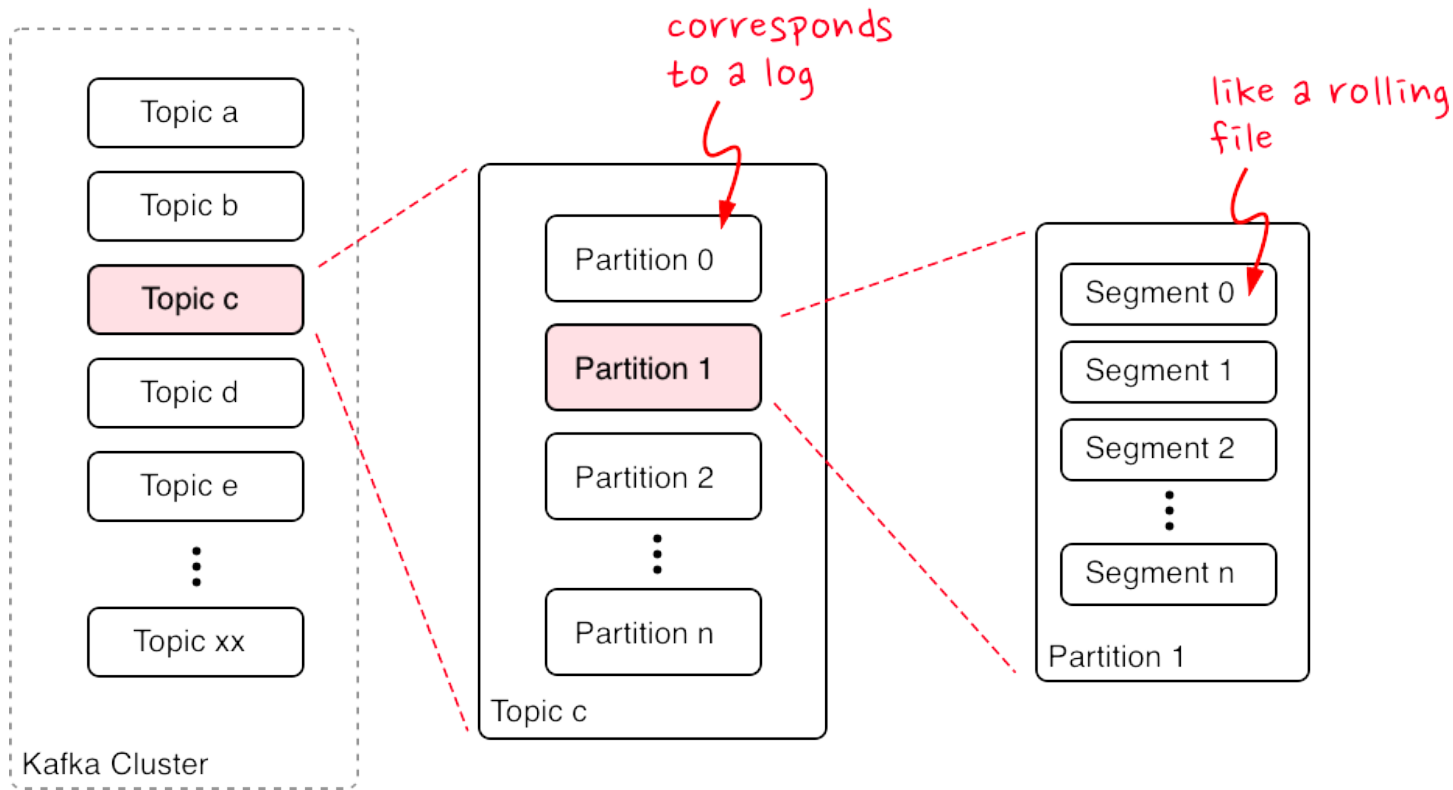 corresponds
to a log
like a rolling
file
Topic a
Topic b
Topic c
Topic d
Topic e
Topic xx
Kafka Cluster
Partition 0
Partition 1
Partition 2
Partition n
Topic c
Segment 0
Segment 1
Segment 2
Segment n
Partition 1